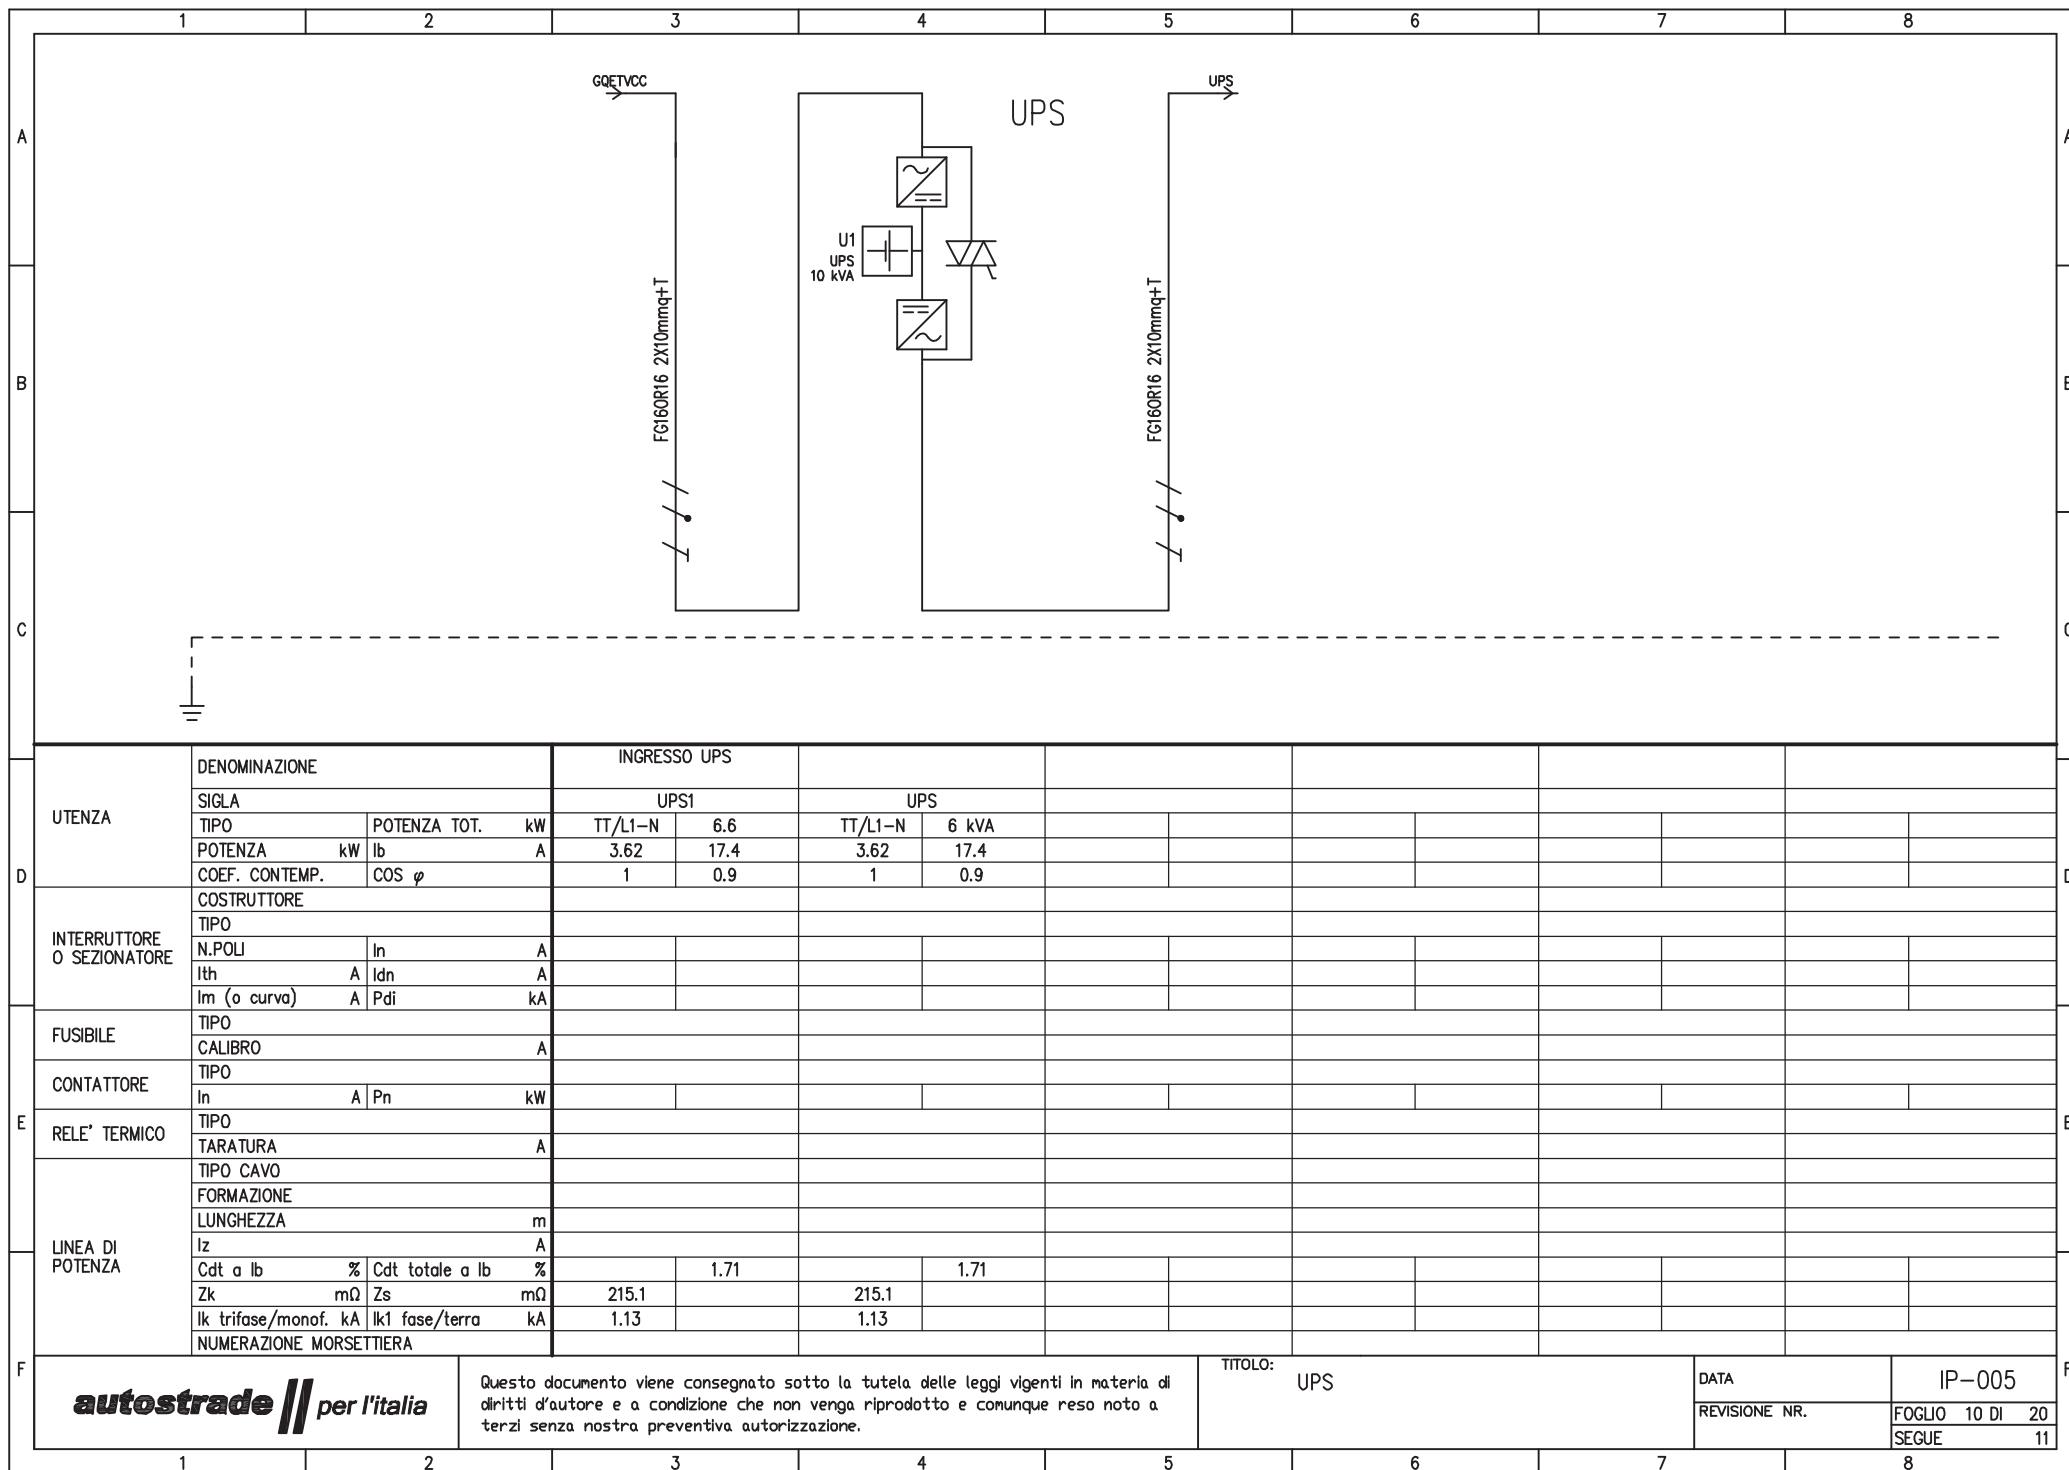 1 2 3 4 5 6 7 8
GQETVCC
UPS
UPS
A A
U1
UPS
10 kVA
FG16OR16 2X10mmq+T
FG16OR16 2X10mmq+T
B B
C C
UTENZA
DENOMINAZIONE INGRESSO UPS
SIGLA UPS1 UPS
TIPO POTENZA TOT. kW TT/L1-N 6.6 TT/L1-N 6 kVA
POTENZA kW Ib A 3.62 17.4 3.62 17.4
COEF. CONTEMP. COS φ 1 0.9 1 0.9
D D
INTERRUTTORE
O SEZIONATORE
COSTRUTTORE
TIPO
N.POLI In A
Ith A Idn A
Im (o curva) A Pdi kA
FUSIBILE
TIPO
CALIBRO A
CONTATTORE
TIPO
In A Pn kW
E E
RELE' TERMICO
TIPO
TARATURA A
LINEA DI
POTENZA
TIPO CAVO
FORMAZIONE
LUNGHEZZA m
Iz A
Cdt a Ib % Cdt totale a Ib % 1.71 1.71
Zk mΩ Zs mΩ 215.1 215.1
Ik trifase/monof. kA Ik1 fase/terra kA 1.13 1.13
NUMERAZIONE MORSETTIERA
F F
autostrade per l'italia
Questo documento viene consegnato sotto la tutela delle leggi vigenti in materia di
diritti d'autore e a condizione che non venga riprodotto e comunque reso noto a
terzi senza nostra preventiva autorizzazione.
TITOLO:
UPS
DATA
REVISIONE NR.
IP-005
FOGLIO 10 DI 20
SEGUE 11
1 2 3 4 5 6 7 8